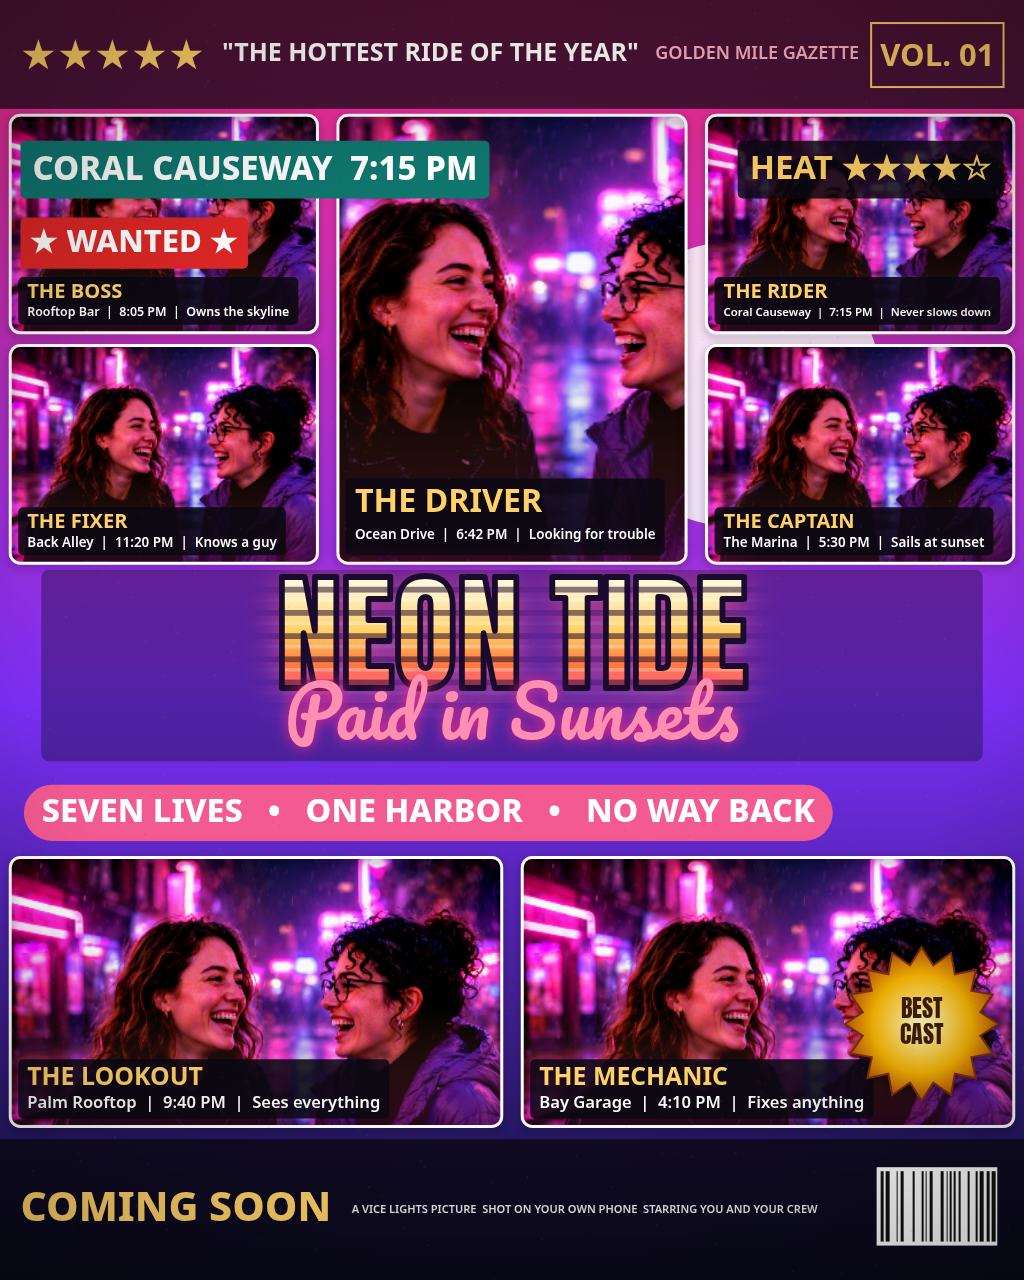 ★★★★★ "THE HOTTEST RIDE OF THE YEAR" GOLDEN MILE GAZETTE VOL. 01
CORAL CAUSEWAY 7:15 PM
HEAT ★★★★☆
★ WANTED ★
THE BOSS
Rooftop Bar | 8:05 PM | Owns the skyline
THE RIDER
Coral Causeway | 7:15 PM | Never slows down
THE DRIVER
Ocean Drive | 6:42 PM | Looking for trouble
THE FIXER
Back Alley | 11:20 PM | Knows a guy
THE CAPTAIN
The Marina | 5:30 PM | Sails at sunset
NEON TIDE
Paid in Sunsets
SEVEN LIVES • ONE HARBOR • NO WAY BACK
BEST
CAST
THE LOOKOUT
Palm Rooftop | 9:40 PM | Sees everything
THE MECHANIC
Bay Garage | 4:10 PM | Fixes anything
COMING SOON
A VICE LIGHTS PICTURE SHOT ON YOUR OWN PHONE STARRING YOU AND YOUR CREW